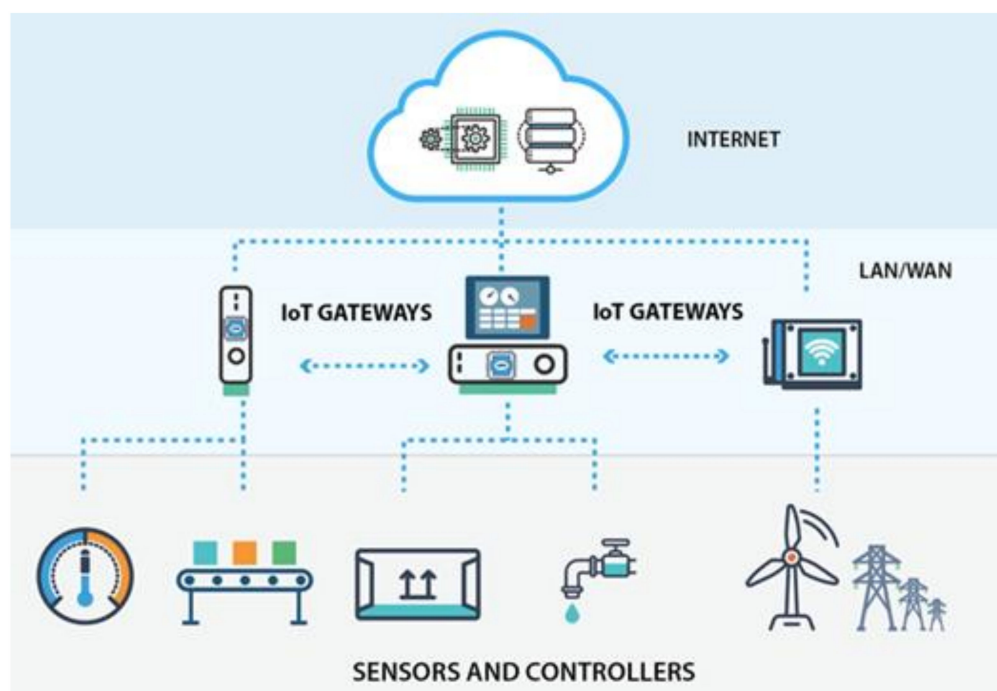 INTERNET
LAN/WAN
IoT GATEWAYS
IoT GATEWAYS
SENSORS AND CONTROLLERS